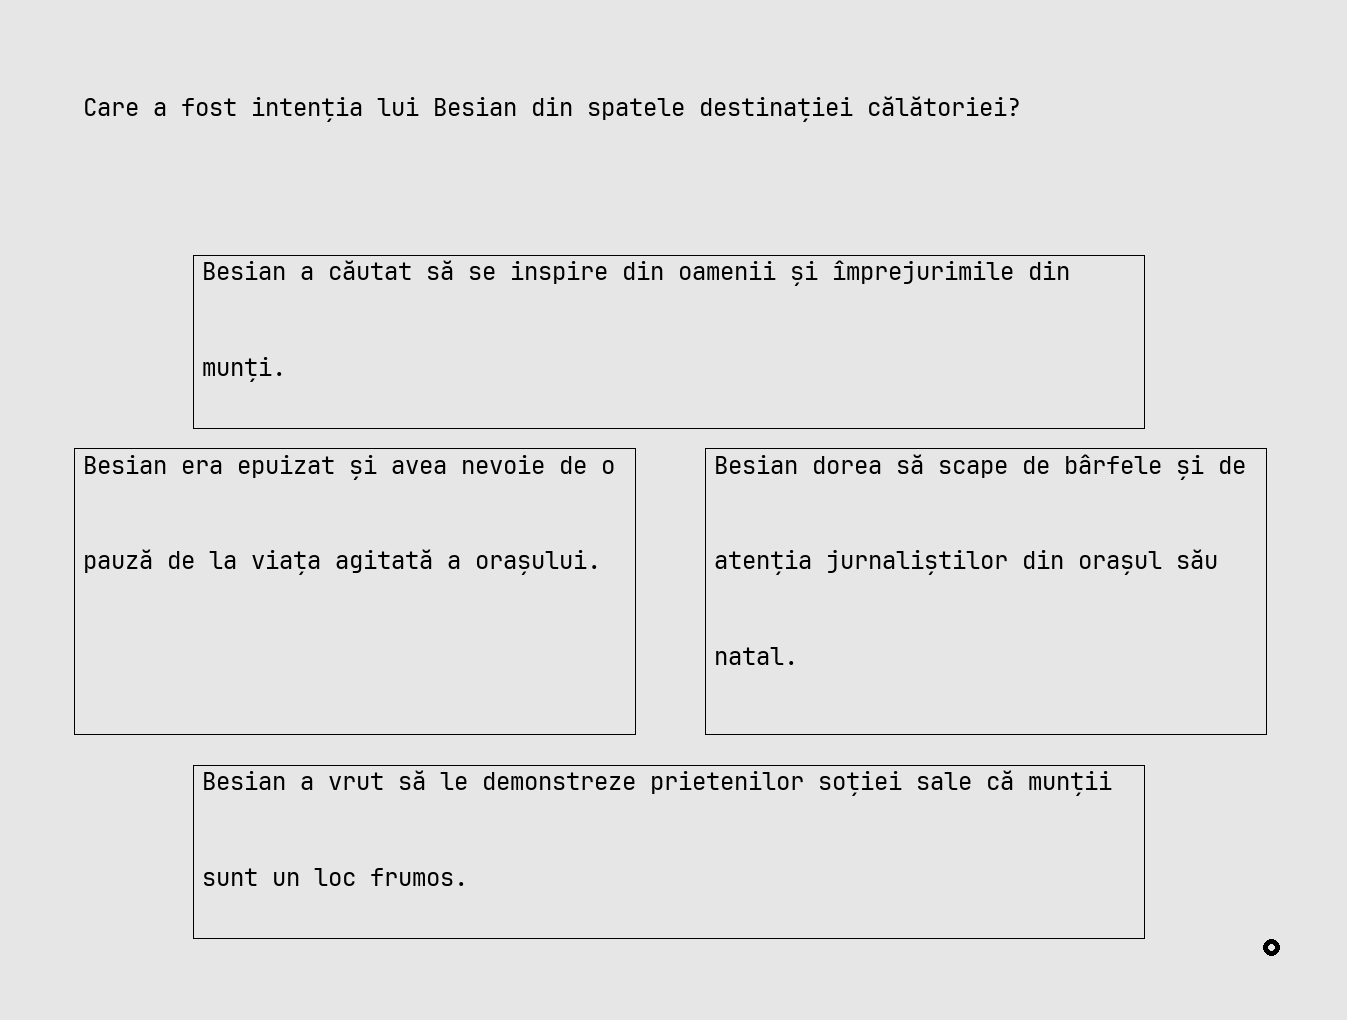 Care a fost intenția lui Besian din spatele destinației călătoriei?
Besian a căutat să se inspire din oamenii și împrejurimile din
munți.
Besian era epuizat și avea nevoie de o
pauză de la viața agitată a orașului.
Besian dorea să scape de bârfele și de
atenția jurnaliștilor din orașul său
natal.
Besian a vrut să le demonstreze prietenilor soției sale că munții
sunt un loc frumos.